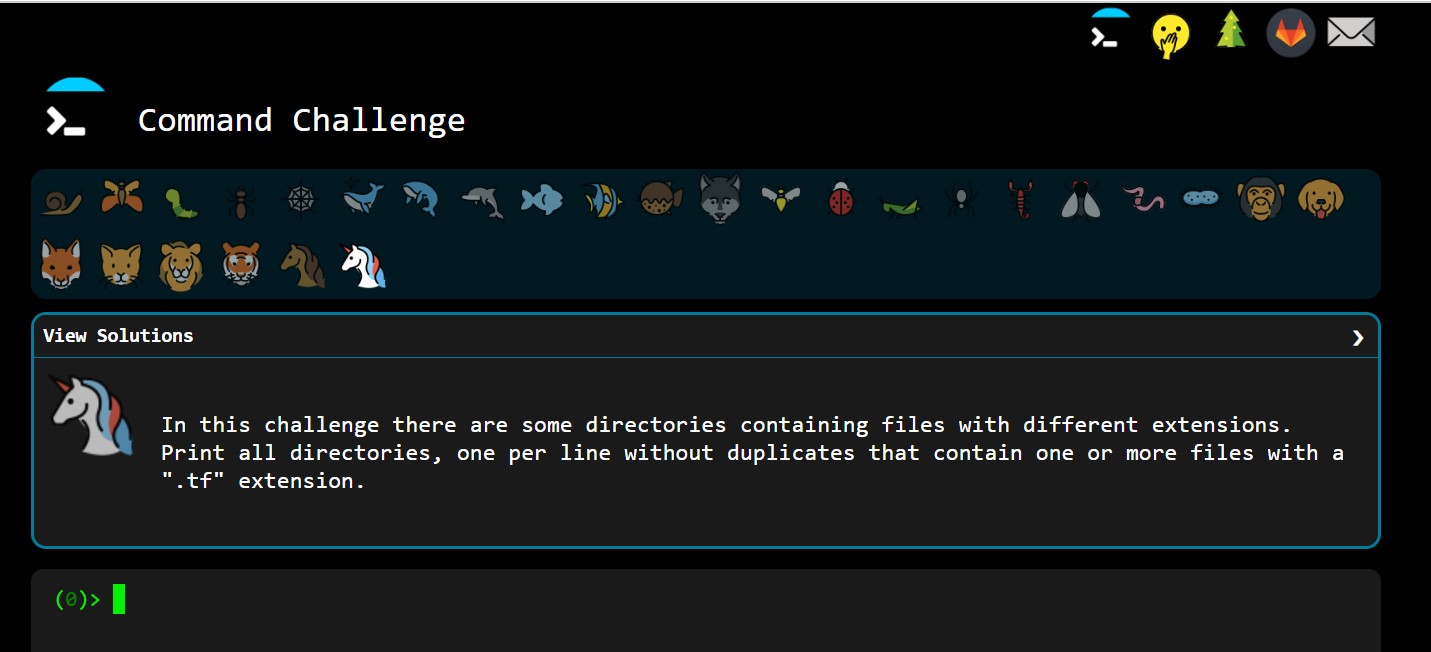 Command Challenge
View Solutions
In this challenge there are some directories containing files with different extensions.
Print all directories, one per line without duplicates that contain one or more files with a
".tf" extension.
(0)>